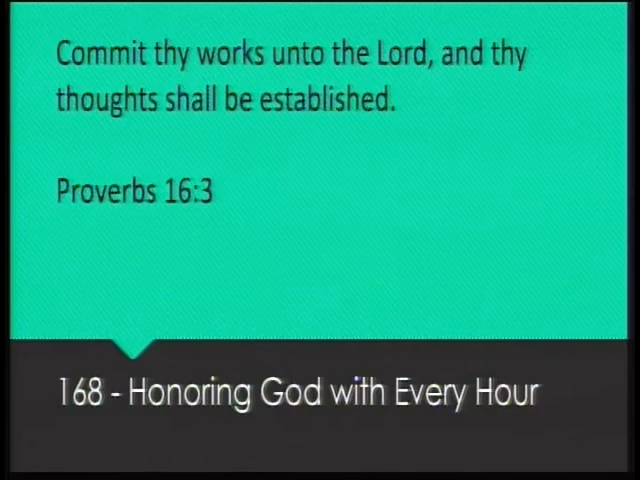 Commit thy works unto the Lord, and thy
thoughts shall be established.
Proverbs 16:3
168 - Honoring God with Every Hour